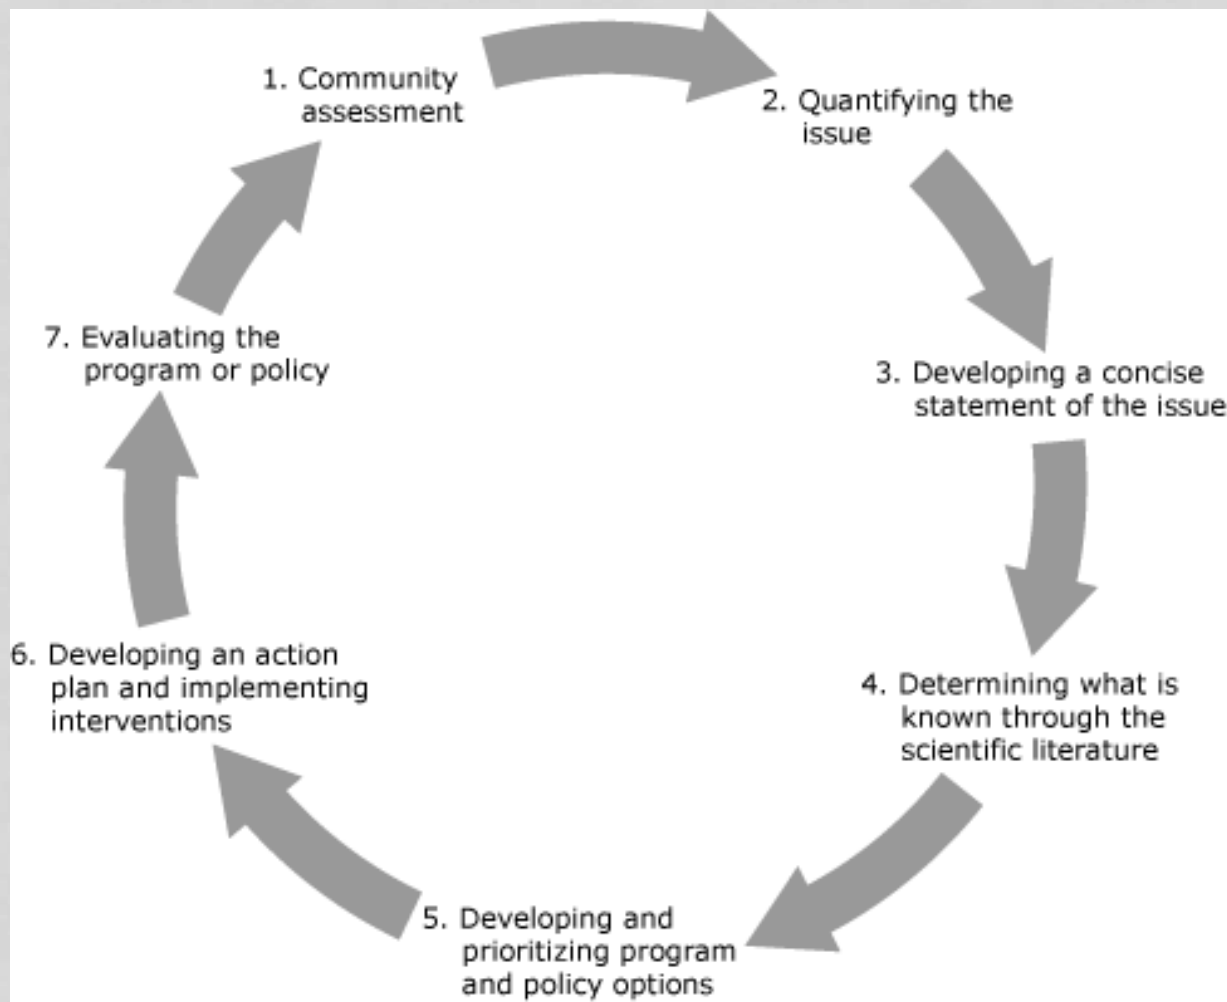 1. Community
assessment
2. Quantifying the
issue
3. Developing a concise
statement of the issue
4. Determining what is
known through the
scientific literature
5. Developing and
prioritizing program
and policy options
6. Developing an action
plan and implementing
interventions
7. Evaluating the
program or policy